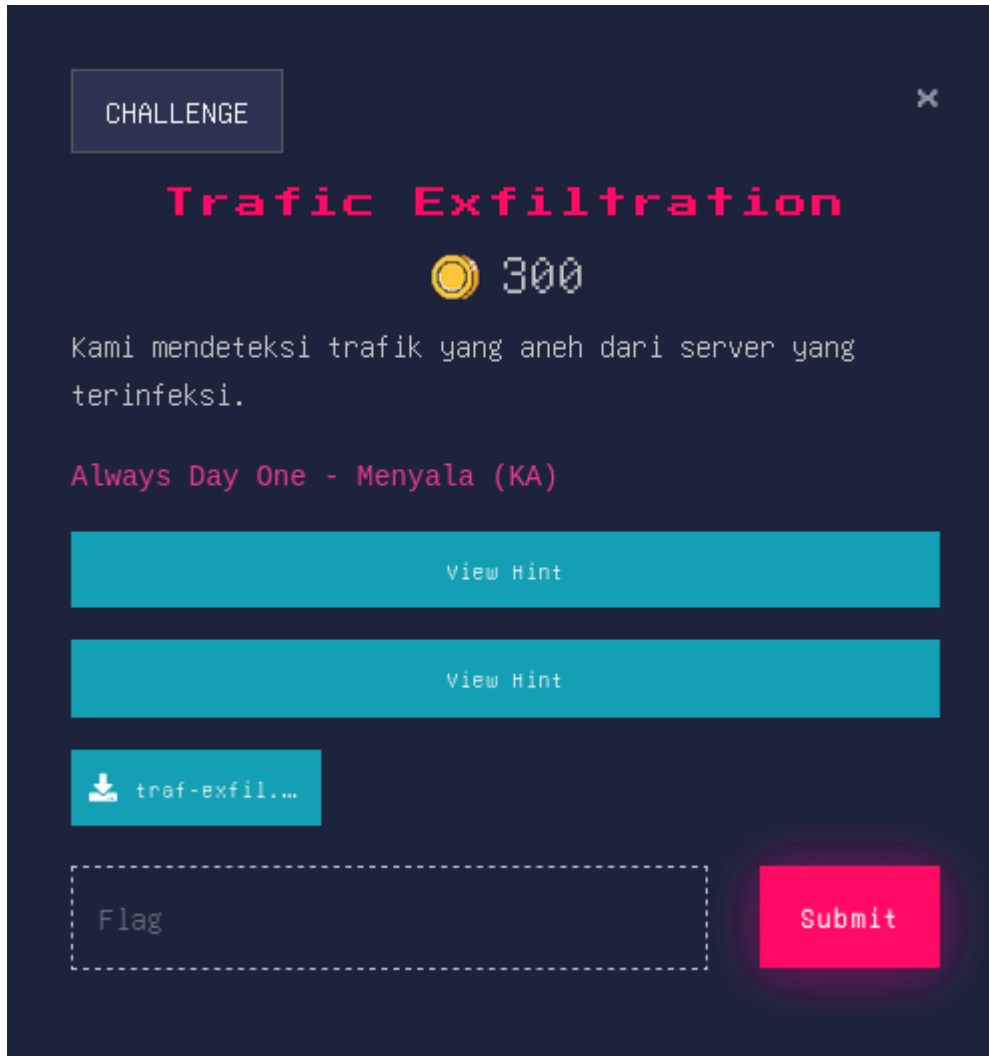 CHALLENGE
×
Trafic Exfiltration
300
Kami mendeteksi trafik yang aneh dari server yang
terinfeksi.
Always Day One - Menyala (KA)
View Hint
View Hint
traf-exfil.…
Flag
Submit